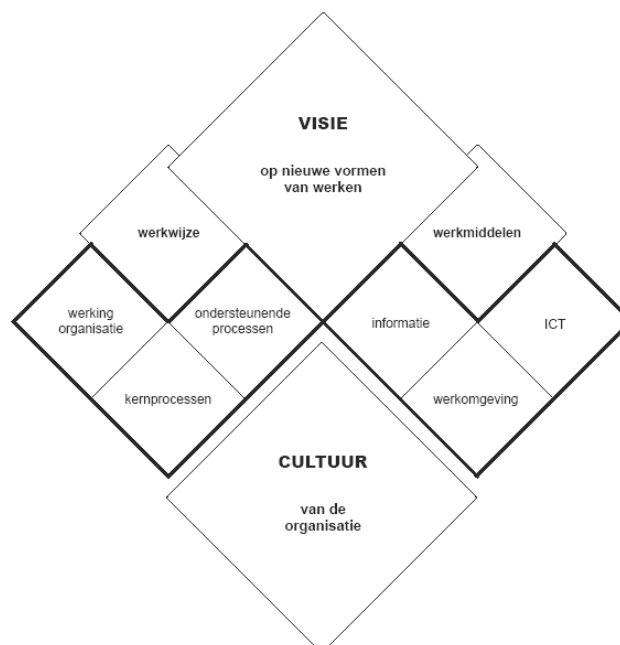 VISIE
op nieuwe vormen
van werken
werkwijze
werkmiddelen
werking
organisatie
ondersteunende
processen
informatie
ICT
kernprocessen
werkomgeving
CULTUUR
van de
organisatie